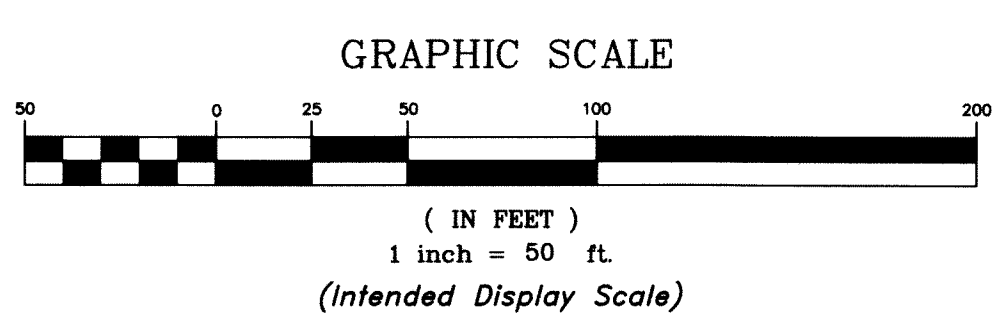 GRAPHIC SCALE
50 0 25 50 100 200
( IN FEET )
1 inch = 50 ft.
(Intended Display Scale)